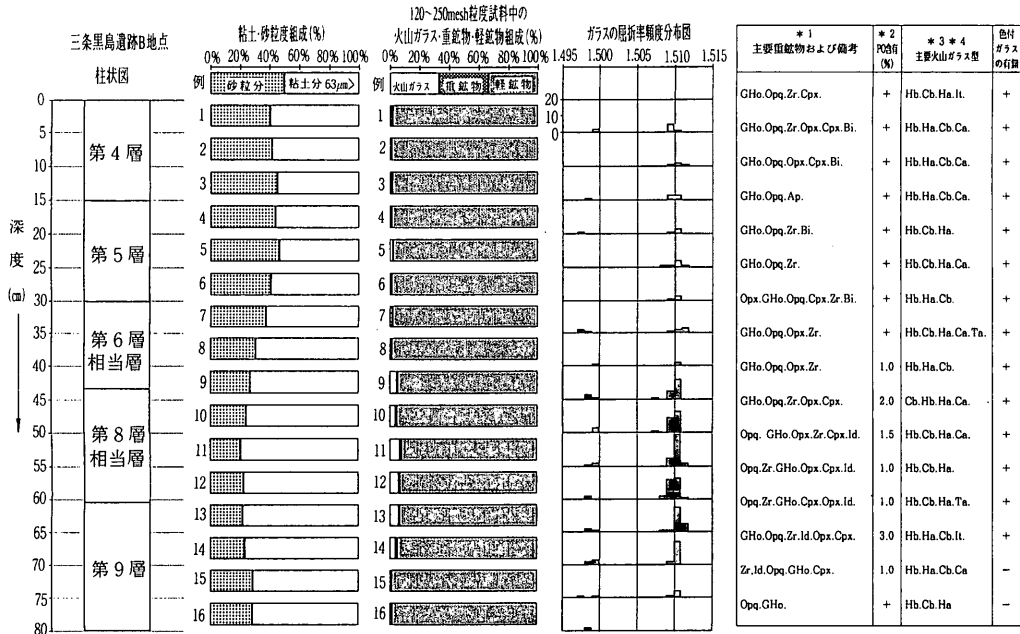 三条黒島遺跡B地点
柱状図
粘土・砂粒度組成(%)
0% 20% 40% 60% 80% 100%
例 砂粒分 粘土分 63μm>
120~250mesh粒度試料中の
火山ガラス・重鉱物・軽鉱物組成(%)
0% 20% 40% 60% 80% 100%
例 火山ガラス 重鉱物 軽鉱物
ガラスの屈折率頻度分布図
1.495 1.500 1.505 1.510 1.515
20
10
0
深度(cm)
0
5
10
15
20
25
30
35
40
45
50
55
60
65
70
75
80
第4層
第5層
第6層
相当層
第8層
相当層
第9層
1
2
3
4
5
6
7
8
9
10
11
12
13
14
15
16
1
2
3
4
5
6
7
8
9
10
11
12
13
14
15
16
*1
主要重鉱物および備考
*2
PO含有
(%)
*3*4
主要火山ガラス型
色付
ガラス
の有無
GHo.Opq.Zr.Cpx. + Hb.Cb.Ha.It. +
GHo.Opq.Zr.Opx.Cpx.Bi. + Hb.Ha.Cb.Ca. +
GHo.Opq.Opx.Cpx.Bi. + Hb.Ha.Cb.Ca. +
GHo.Opq.Ap. + Hb.Ha.Cb.Ca. +
GHo.Opq.Zr.Bi. + Hb.Cb.Ha. +
GHo.Opq.Zr. + Hb.Cb.Ha.Ca. +
Opx.GHo.Opq.Cpx.Zr.Bi. + Hb.Ha.Cb. +
GHo.Opq.Opx.Zr. + Hb.Cb.Ha.Ca.Ta. +
GHo.Opq.Opx.Zr. 1.0 Hb.Ha.Cb. +
GHo.Opq.Zr.Opx.Cpx. 2.0 Cb.Hb.Ha.Ca. +
Opq. GHo.Opx.Zr.Cpx.Id. 1.5 Hb.Cb.Ha.Ca. +
Opq.Zr.GHo.Opx.Cpx.Id. 1.0 Hb.Cb.Ha. +
Opq.Zr.GHo.Cpx.Opx.Id. 1.0 Hb.Cb.Ha.Ta. +
GHo.Opq.Zr.Id.Opx.Cpx. 3.0 Hb.Ha.Cb.It. +
Zr.Id.Opq.GHo.Cpx. 1.0 Hb.Ha.Cb.Ca −
Opq.GHo. + Hb.Cb.Ha −